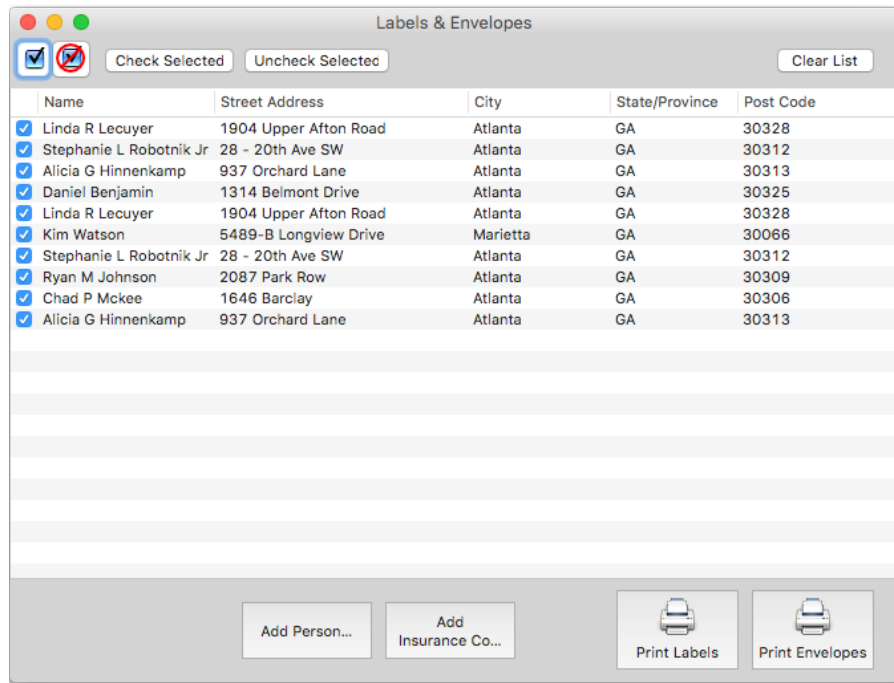 Labels & Envelopes
Check Selected Uncheck Selected Clear List
Name Street Address City State/Province Post Code
Linda R Lecuyer 1904 Upper Afton Road Atlanta GA 30328
Stephanie L Robotnik Jr 28 - 20th Ave SW Atlanta GA 30312
Alicia G Hinnenkamp 937 Orchard Lane Atlanta GA 30313
Daniel Benjamin 1314 Belmont Drive Atlanta GA 30325
Linda R Lecuyer 1904 Upper Afton Road Atlanta GA 30328
Kim Watson 5489-B Longview Drive Marietta GA 30066
Stephanie L Robotnik Jr 28 - 20th Ave SW Atlanta GA 30312
Ryan M Johnson 2087 Park Row Atlanta GA 30309
Chad P Mckee 1646 Barclay Atlanta GA 30306
Alicia G Hinnenkamp 937 Orchard Lane Atlanta GA 30313
Add Person...
Add
Insurance Co...
Print Labels Print Envelopes